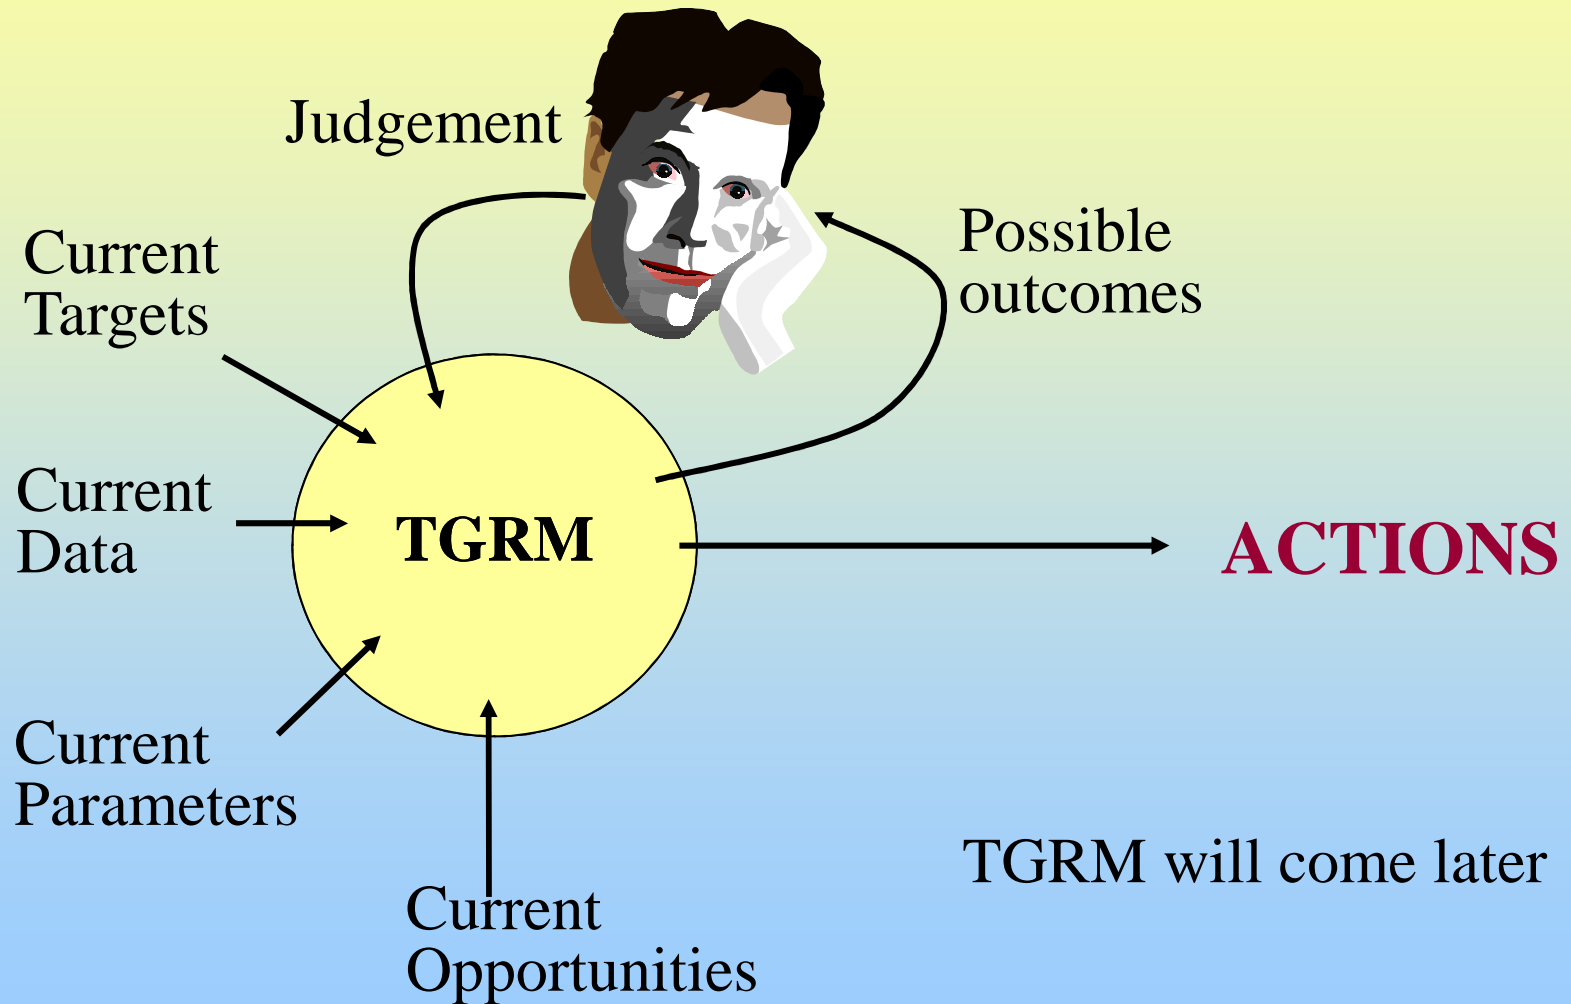 Judgement
Possible
outcomes
Current
Targets
Current
Data
TGRM
ACTIONS
Current
Parameters
TGRM will come later
Current
Opportunities